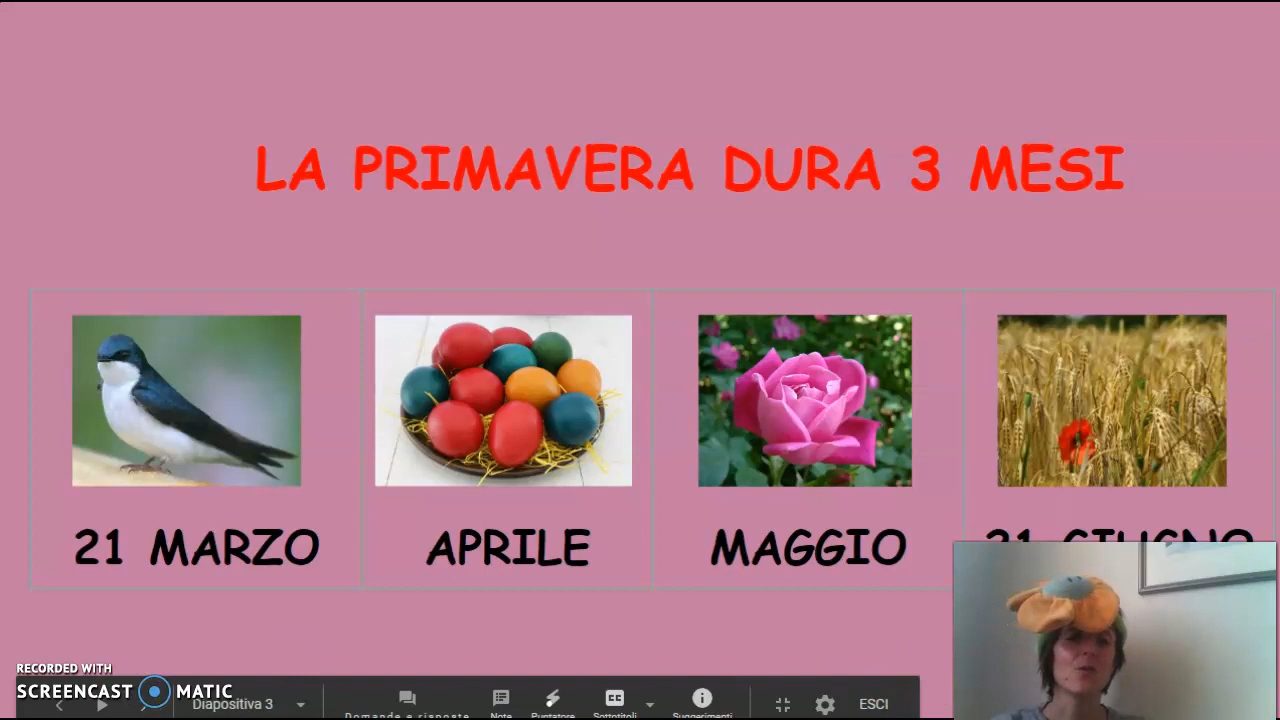 LA PRIMAVERA DURA 3 MESI
21 MARZO
APRILE
MAGGIO
21 GIUGNO
RECORDED WITH
SCREENCAST MATIC
Diapositiva 3
Domande e risposte
Note
Puntatore
Sottotitoli
Suggerimenti
ESCI